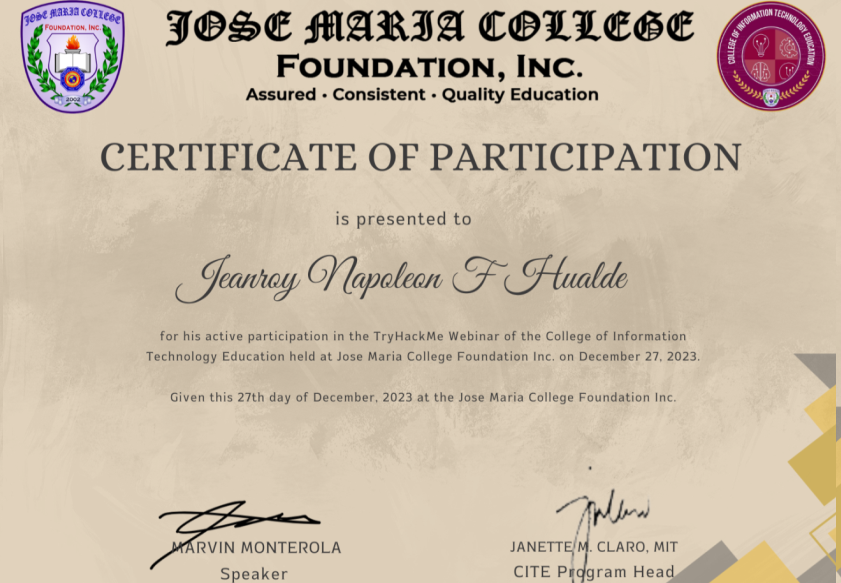 JOSE MARIA COLLEGE
FOUNDATION, INC.
2002
JOSE MARIA COLLEGE
FOUNDATION, INC.
Assured • Consistent • Quality Education
COLLEGE OF INFORMATION TECHNOLOGY EDUCATION
CERTIFICATE OF PARTICIPATION
is presented to
Jeanroy Napoleon F Hualde
for his active participation in the TryHackMe Webinar of the College of Information
Technology Education held at Jose Maria College Foundation Inc. on December 27, 2023.
Given this 27th day of December, 2023 at the Jose Maria College Foundation Inc.
MARVIN MONTEROLA
Speaker
JANETTE M. CLARO, MIT
CITE Program Head